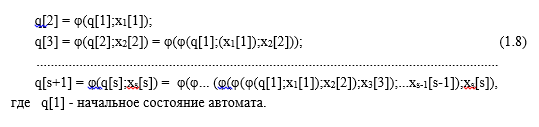 q[2] = φ(q[1];x₁[1]);
q[3] = φ(q[2];x₂[2]) = φ(φ(q[1];(x₁[1]);x₂[2])); (1.8)
....................................................................................................
q[s+1] = φ(q[s];xₛ[s]) = φ(φ... (φ(φ(φ(q[1];x₁[1]);x₂[2]);x₃[3]);...xₛ₋₁[s-1]);xₛ[s]),
где q[1] - начальное состояние автомата.